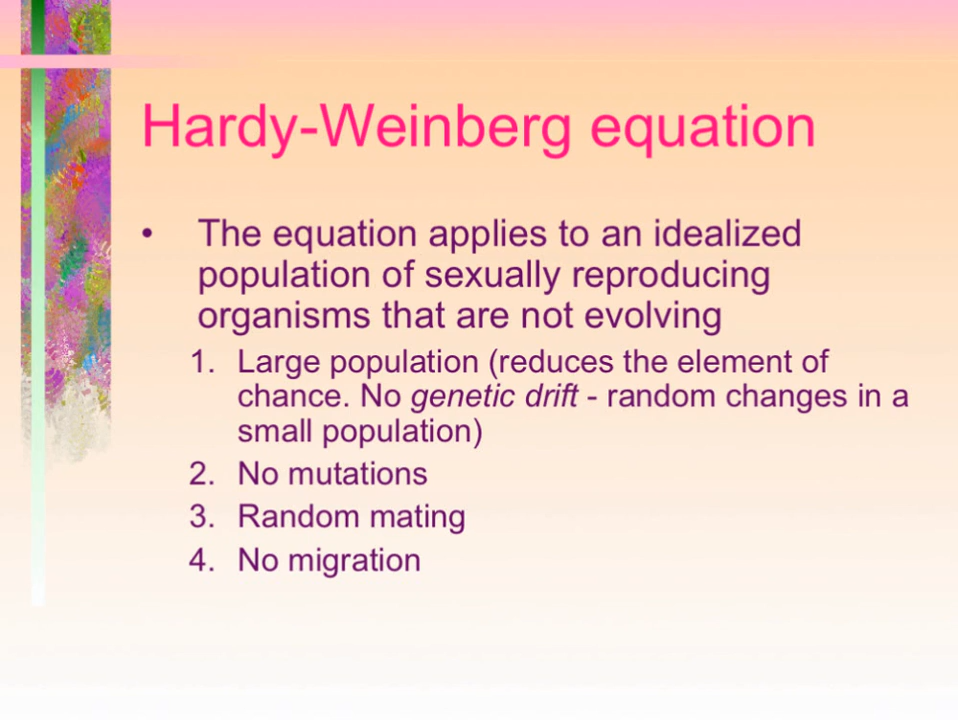 Hardy-Weinberg equation
• The equation applies to an idealized
population of sexually reproducing
organisms that are not evolving
1. Large population (reduces the element of
chance. No genetic drift - random changes in a
small population)
2. No mutations
3. Random mating
4. No migration